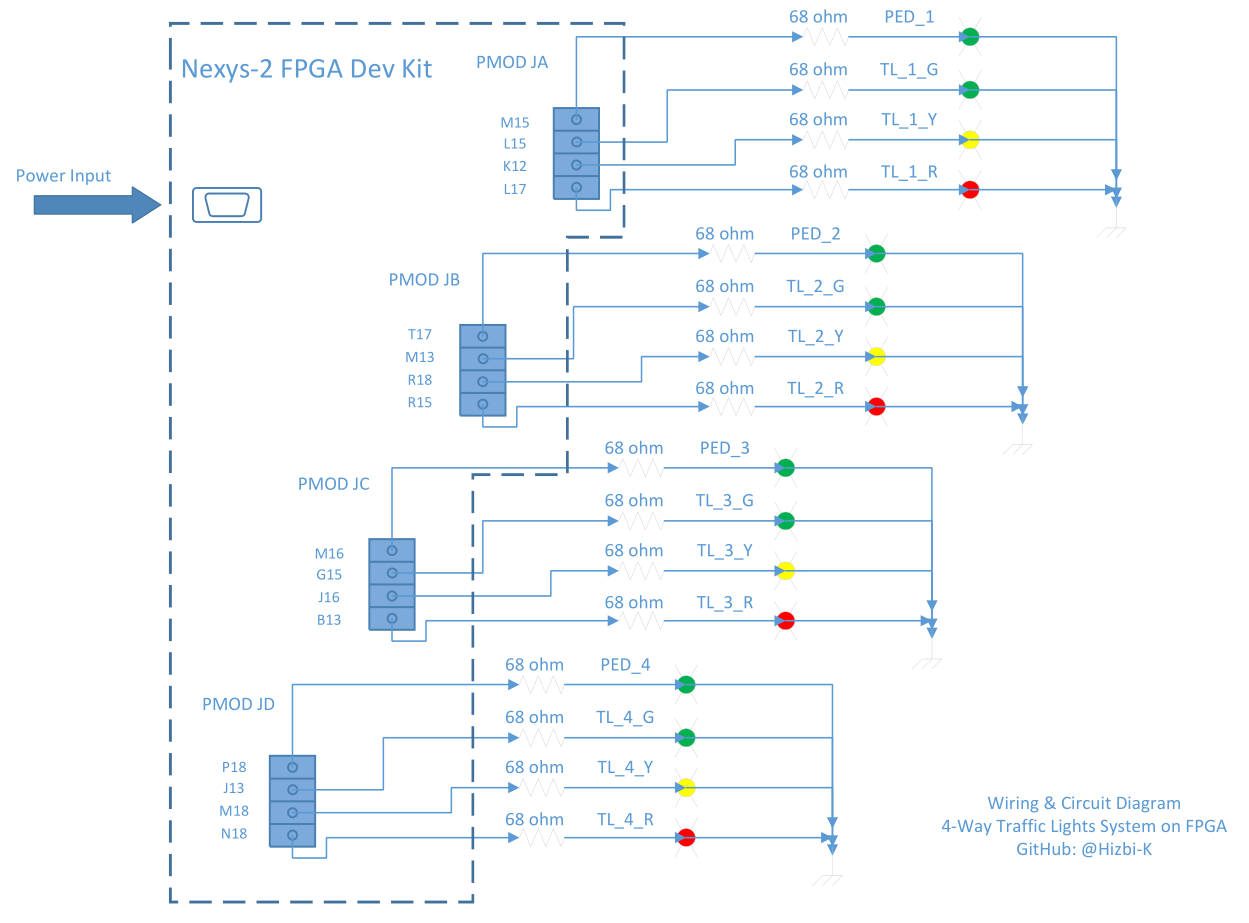 Nexys-2 FPGA Dev Kit
Power Input
PMOD JA
M15
L15
K12
L17
68 ohm PED_1
68 ohm TL_1_G
68 ohm TL_1_Y
68 ohm TL_1_R
PMOD JB
T17
M13
R18
R15
68 ohm PED_2
68 ohm TL_2_G
68 ohm TL_2_Y
68 ohm TL_2_R
PMOD JC
M16
G15
J16
B13
68 ohm PED_3
68 ohm TL_3_G
68 ohm TL_3_Y
68 ohm TL_3_R
PMOD JD
P18
J13
M18
N18
68 ohm PED_4
68 ohm TL_4_G
68 ohm TL_4_Y
68 ohm TL_4_R
Wiring & Circuit Diagram
4-Way Traffic Lights System on FPGA
GitHub: @Hizbi-K